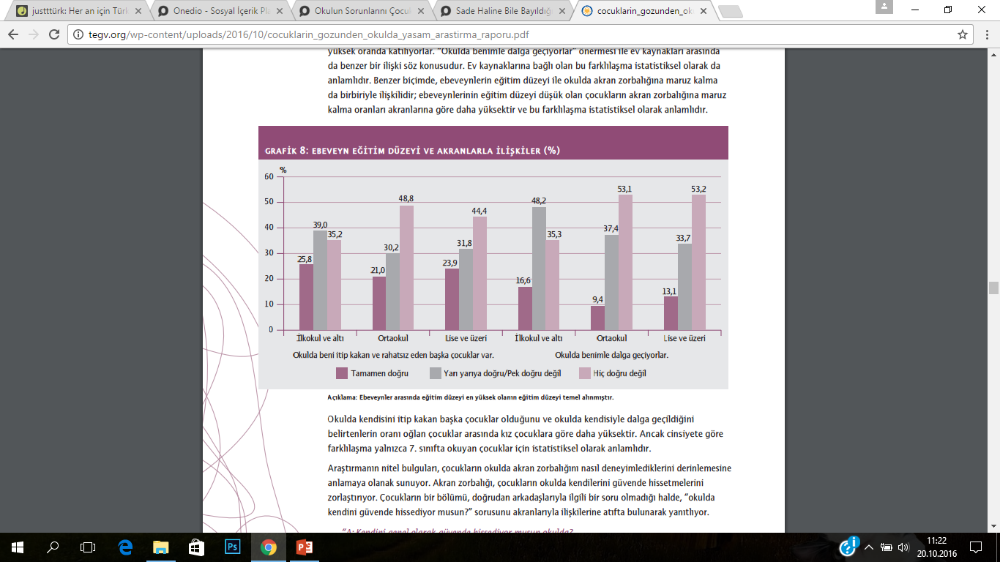 justttürk: Her an için Türk
Onedio - Sosyal İçerik Pla
Okulun Sorunlarını Çocu
Sade Haline Bile Bayıldığ
cocuklarin_gozunden_ok
tegv.org/wp-content/uploads/2016/10/cocuklarin_gozunden_okulda_yasam_arastirma_raporu.pdf
yüksek oranda katılıyorlar. "Okulda benimle dalga geçiyorlar" önermesi ile ev kaynakları arasında
da benzer bir ilişki söz konusudur. Ev kaynaklarına bağlı olan bu farklılaşma istatistiksel olarak da
anlamlıdır. Benzer biçimde, ebeveynlerin eğitim düzeyi ile okulda akran zorbalığına maruz kalma
da birbiriyle ilişkilidir; ebeveynlerinin eğitim düzeyi düşük olan çocukların akran zorbalığına maruz
kalma oranları akranlarına göre daha yüksektir ve bu farklılaşma istatistiksel olarak anlamlıdır.
GRAFİK 8: EBEVEYN EĞİTİM DÜZEYİ VE AKRANLARLA İLİŞKİLER (%)
%
60
50
40
30
20
10
0
25,8
39,0
35,2
21,0
30,2
48,8
23,9
31,8
44,4
16,6
48,2
35,3
9,4
37,4
53,1
13,1
33,7
53,2
İlkokul ve altı
Ortaokul
Lise ve üzeri
İlkokul ve altı
Ortaokul
Lise ve üzeri
Okulda beni itip kakan ve rahatsız eden başka çocuklar var.
Okulda benimle dalga geçiyorlar.
Tamamen doğru
Yarı yarıya doğru/Pek doğru değil
Hiç doğru değil
Açıklama: Ebeveynler arasında eğitim düzeyi en yüksek olanın eğitim düzeyi temel alınmıştır.
Okulda kendisini itip kakan başka çocuklar olduğunu ve okulda kendisiyle dalga geçildiğini
belirtenlerin oranı oğlan çocuklar arasında kız çocuklara göre daha yüksektir. Ancak cinsiyete göre
farklılaşma yalnızca 7. sınıfta okuyan çocuklar için istatistiksel olarak anlamlıdır.
Araştırmanın nitel bulguları, çocukların okulda akran zorbalığını nasıl deneyimlediklerini derinlemesine
anlamaya olanak sunuyor. Akran zorbalığı, çocukların okulda kendilerini güvende hissetmelerini
zorlaştırıyor. Çocukların bir bölümü, doğrudan arkadaşlarıyla ilgili bir soru olmadığı halde, "okulda
kendini güvende hissediyor musun?" sorusunu akranlarıyla ilişkilerine atıfta bulunarak yanıtlıyor.
"A: Kendini genel olarak güvende hissediyor musun okulda?
Ps
11:22
20.10.2016